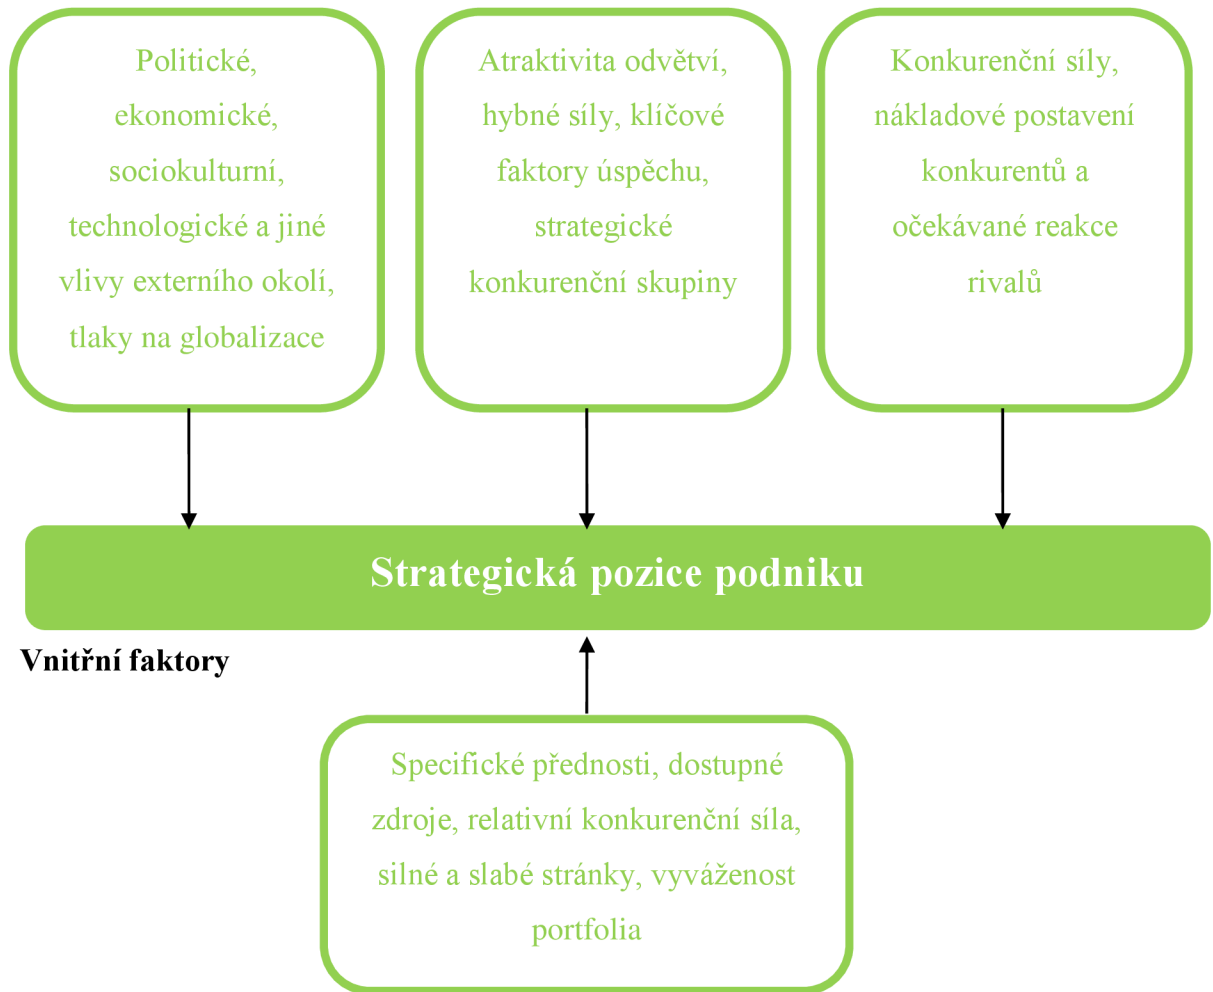 Politické,
ekonomické,
sociokulturní,
technologické a jiné
vlivy externího okolí,
tlaky na globalizace
Atraktivita odvětví,
hybné síly, klíčové
faktory úspěchu,
strategické
konkurenční skupiny
Konkurenční síly,
nákladové postavení
konkurentů a
očekávané reakce
rivalů
Strategická pozice podniku
Vnitřní faktory
Specifické přednosti, dostupné
zdroje, relativní konkurenční síla,
silné a slabé stránky, vyváženost
portfolia